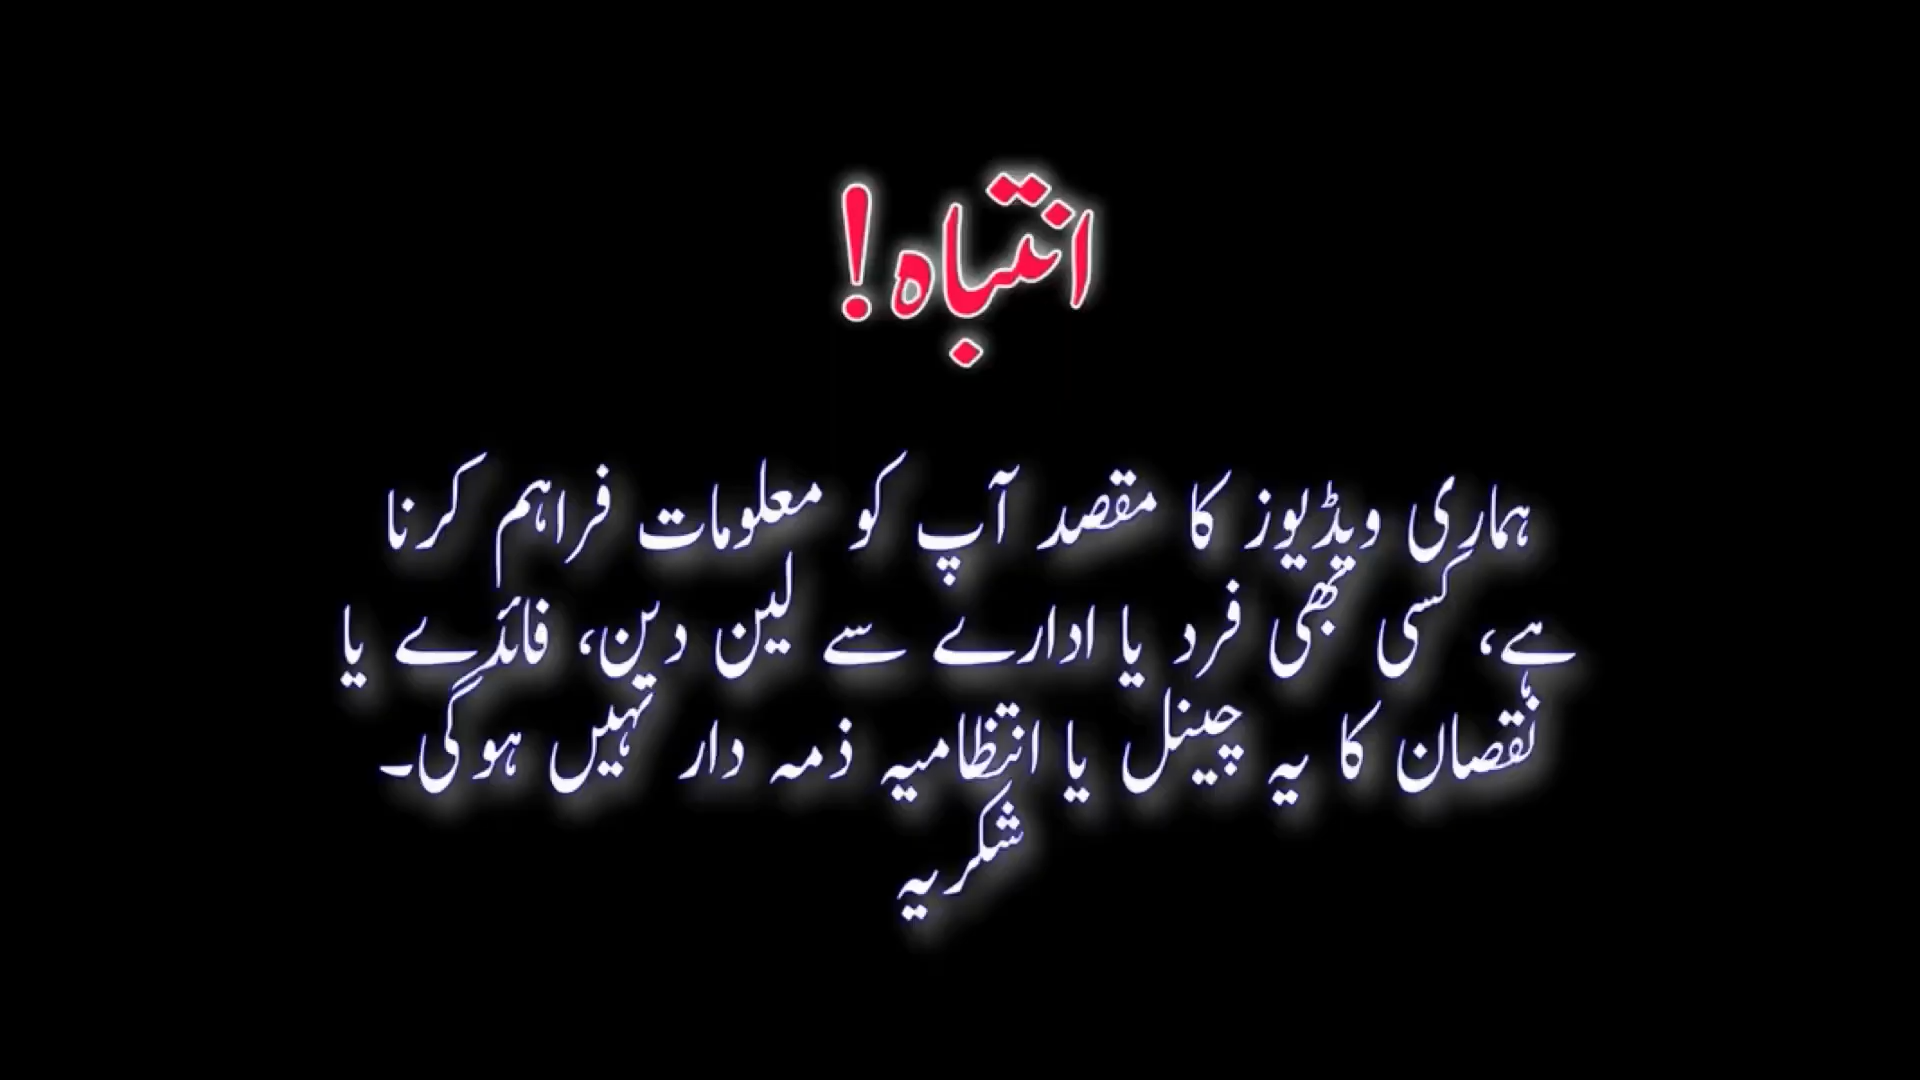 انتباہ!
ہماری ویڈیوز کا مقصد آپ کو معلومات فراہم کرنا
ہے، کسی بھی فرد یا ادارے سے لین دین، فائدے یا
نقصان کا یہ چینل یا انتظامیہ ذمہ دار نہیں ہوگی۔
شکریہ